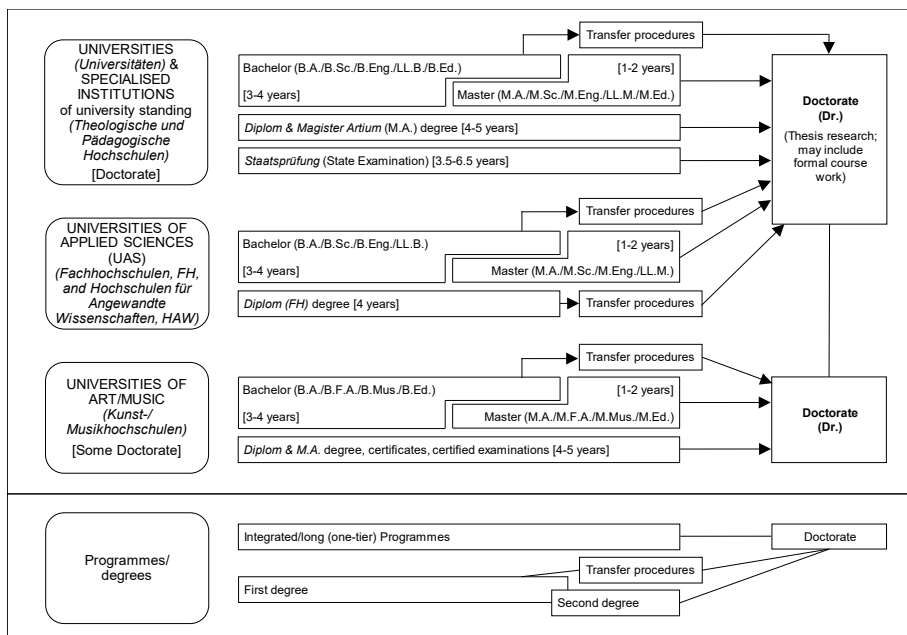 UNIVERSITIES
(Universitäten) &
SPECIALISED
INSTITUTIONS
of university standing
(Theologische und
Pädagogische
Hochschulen)
[Doctorate]
Transfer procedures
Bachelor (B.A./B.Sc./B.Eng./LL.B./B.Ed.)
[3-4 years]
[1-2 years]
Master (M.A./M.Sc./M.Eng./LL.M./M.Ed.)
Diplom & Magister Artium (M.A.) degree [4-5 years]
Staatsprüfung (State Examination) [3.5-6.5 years]
Doctorate
(Dr.)
(Thesis research;
may include
formal course
work)
UNIVERSITIES OF
APPLIED SCIENCES
(UAS)
(Fachhochschulen, FH,
and Hochschulen für
Angewandte
Wissenschaften, HAW)
Transfer procedures
Bachelor (B.A./B.Sc./B.Eng./LL.B.)
[3-4 years]
[1-2 years]
Master (M.A./M.Sc./M.Eng./LL.M.)
Diplom (FH) degree [4 years]
Transfer procedures
UNIVERSITIES OF
ART/MUSIC
(Kunst-/
Musikhochschulen)
[Some Doctorate]
Transfer procedures
Bachelor (B.A./B.F.A./B.Mus./B.Ed.)
[3-4 years]
[1-2 years]
Master (M.A./M.F.A./M.Mus./M.Ed.)
Diplom & M.A. degree, certificates, certified examinations [4-5 years]
Doctorate
(Dr.)
Programmes/
degrees
Integrated/long (one-tier) Programmes
Doctorate
Transfer procedures
First degree
Second degree